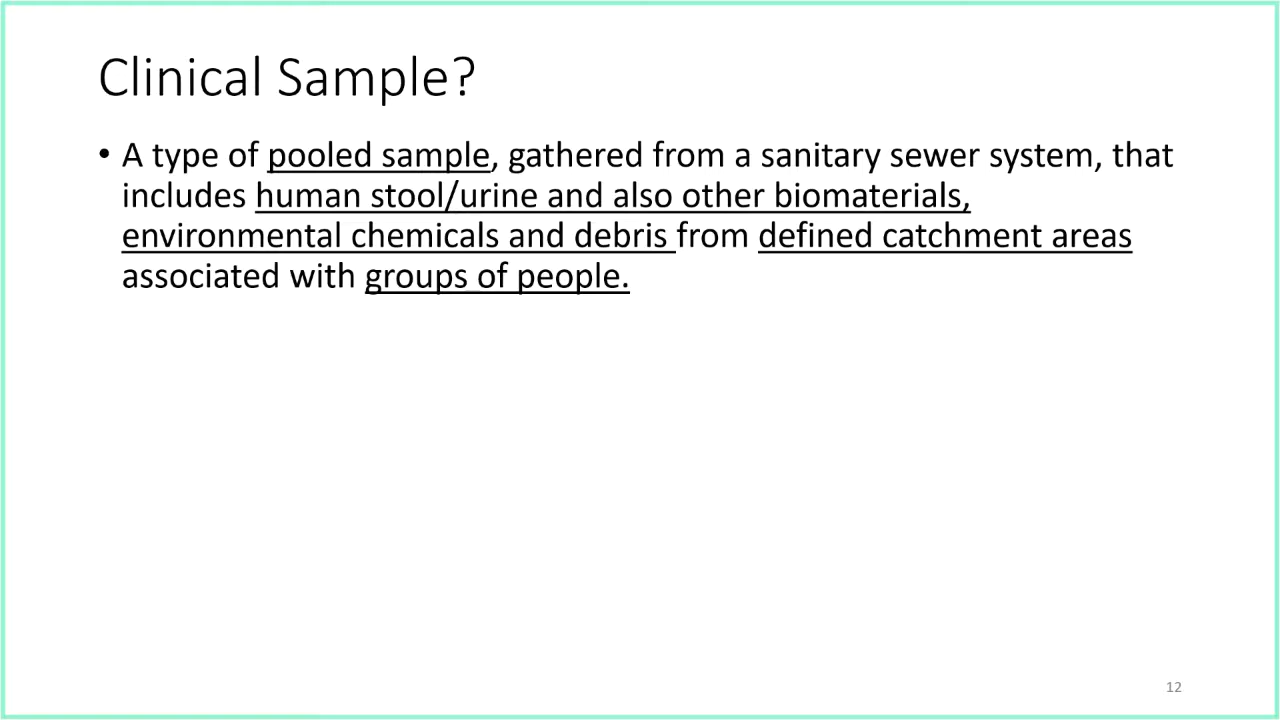 Clinical Sample?
• A type of pooled sample, gathered from a sanitary sewer system, that
includes human stool/urine and also other biomaterials,
environmental chemicals and debris from defined catchment areas
associated with groups of people.
12